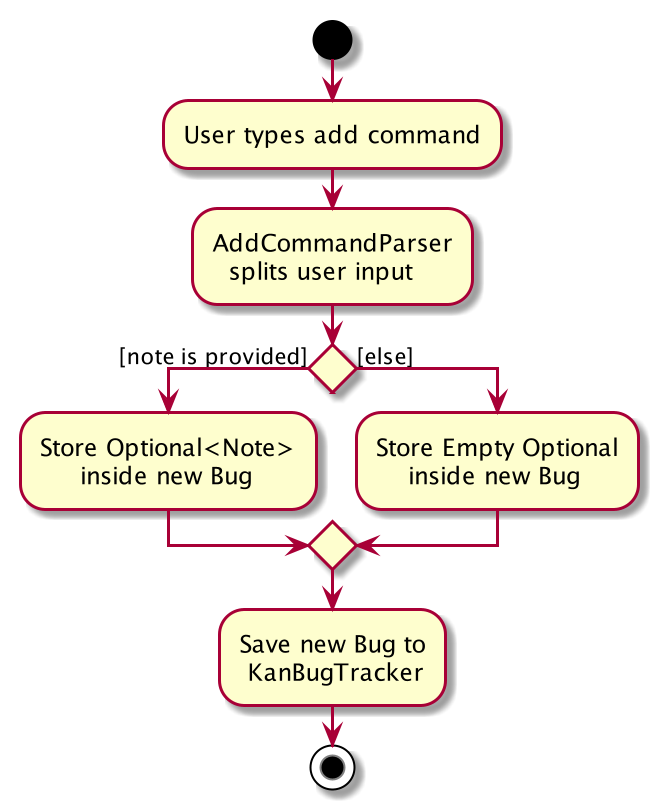 User types add command
AddCommandParser
splits user input
[note is provided]
[else]
Store Optional<Note>
inside new Bug
Store Empty Optional
inside new Bug
Save new Bug to
KanBugTracker